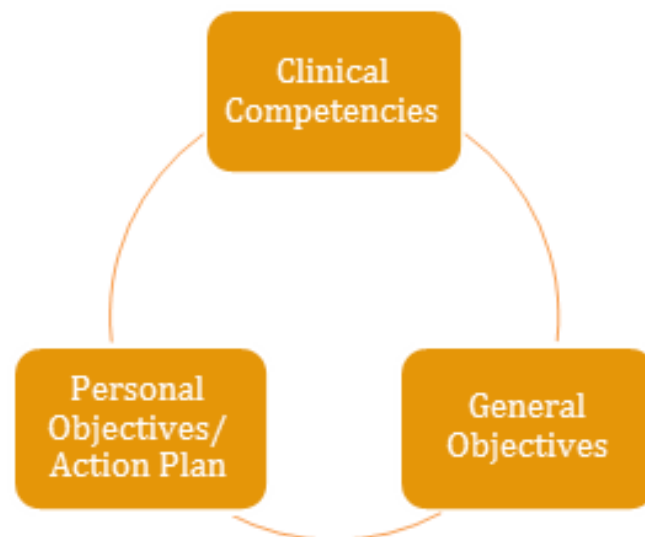 Clinical
Competencies
Personal
Objectives/
Action Plan
General
Objectives